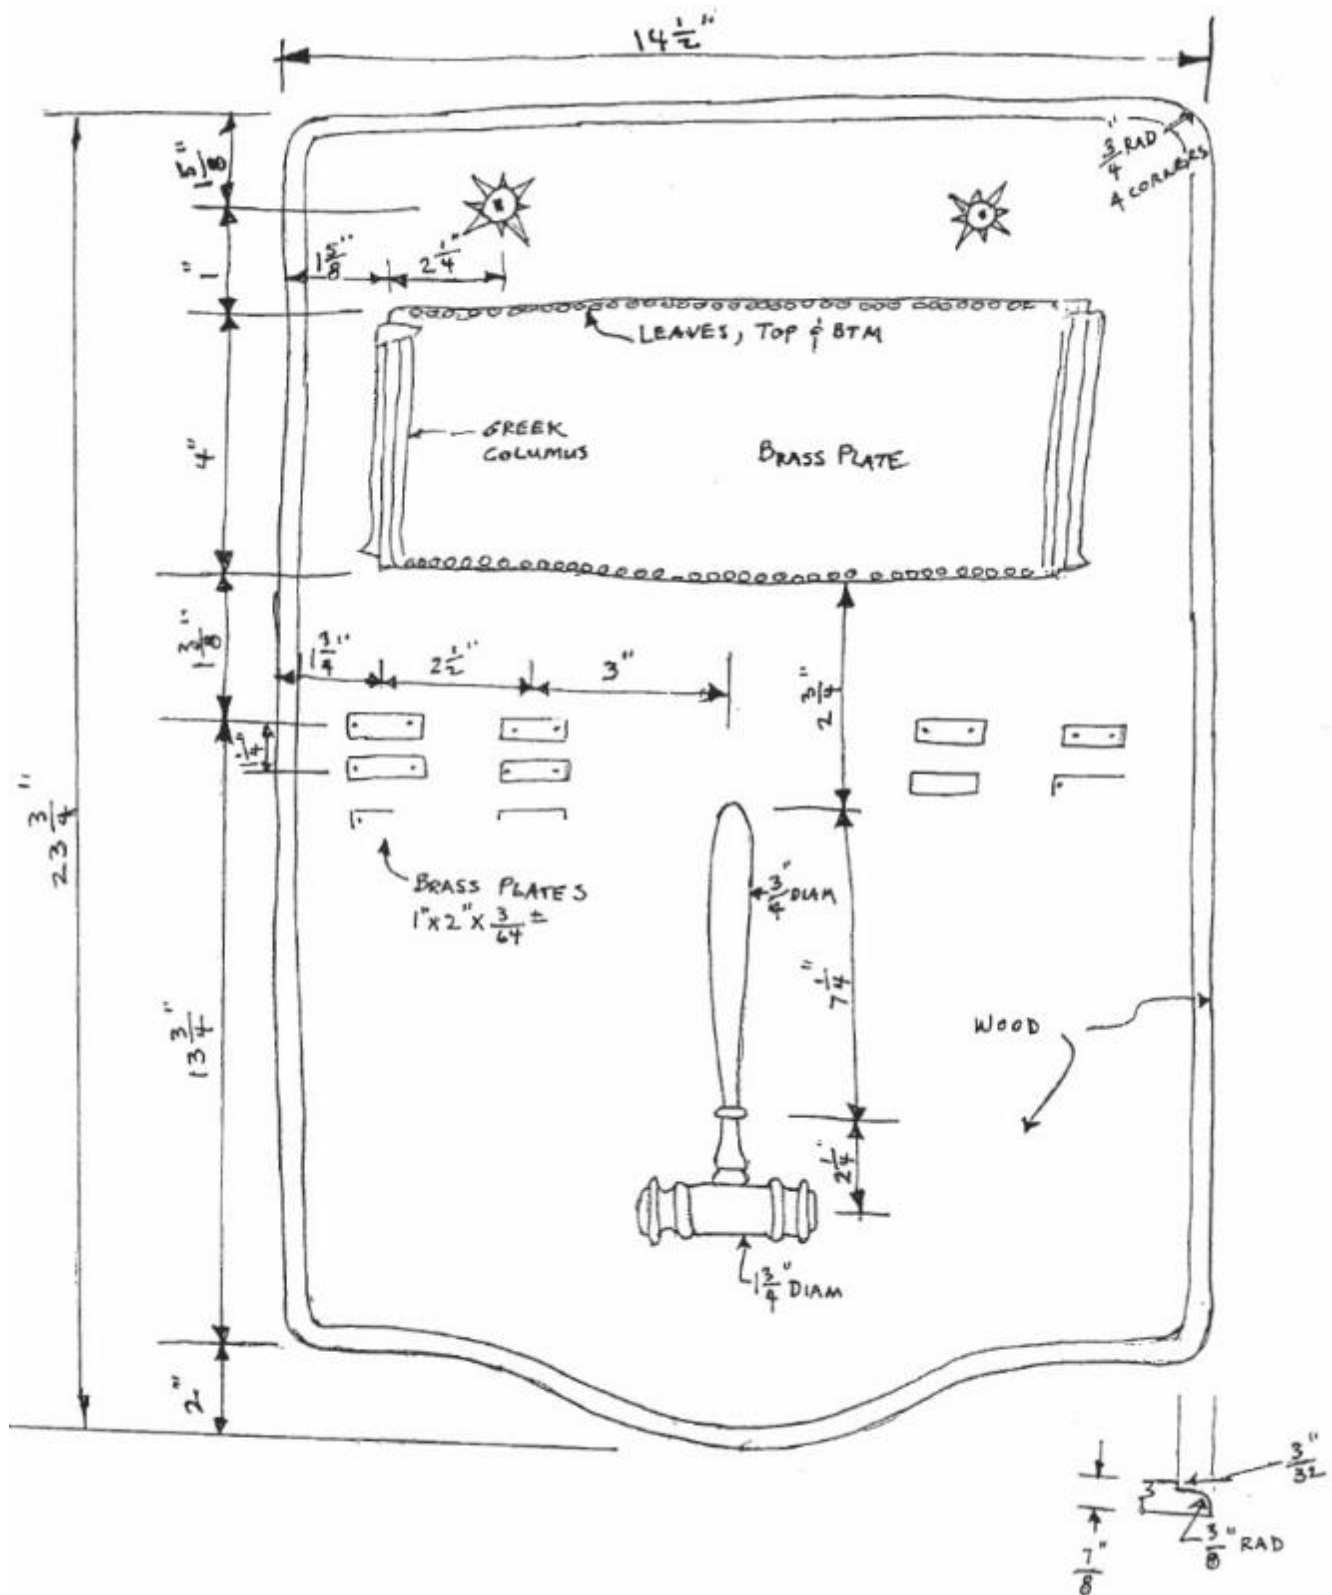 14 1/2"
3/4" RAD
4 CORNERS
1 5/8"
1"
1 5/8"
2 1/4"
LEAVES, TOP & BTM
4"
GREEK
COLUMNS
BRASS PLATE
1 3/8"
1 3/4"
2 1/2"
3"
2 3/4"
1 1/4"
23 3/4"
BRASS PLATES
1" X 2" X 3/64 ±
3/4" DIAM
7 1/4"
WOOD
13 3/4"
2 1/4"
1 3/4" DIAM
2"
3/32"
3/8" RAD
7/8"